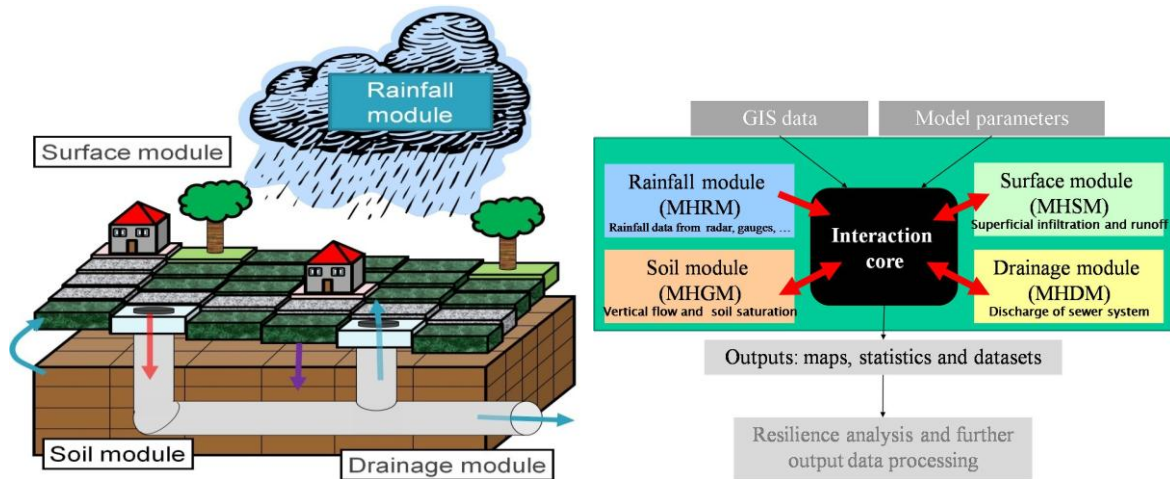 Rainfall
module
Surface module
Soil module
Drainage module
GIS data
Model parameters
Rainfall module
(MHRM)
Rainfall data from radar, gauges, ...
Surface module
(MHSM)
Superficial infiltration and runoff
Interaction
core
Soil module
(MHGM)
Vertical flow and soil saturation
Drainage module
(MHDM)
Discharge of sewer system
Outputs: maps, statistics and datasets
Resilience analysis and further
output data processing